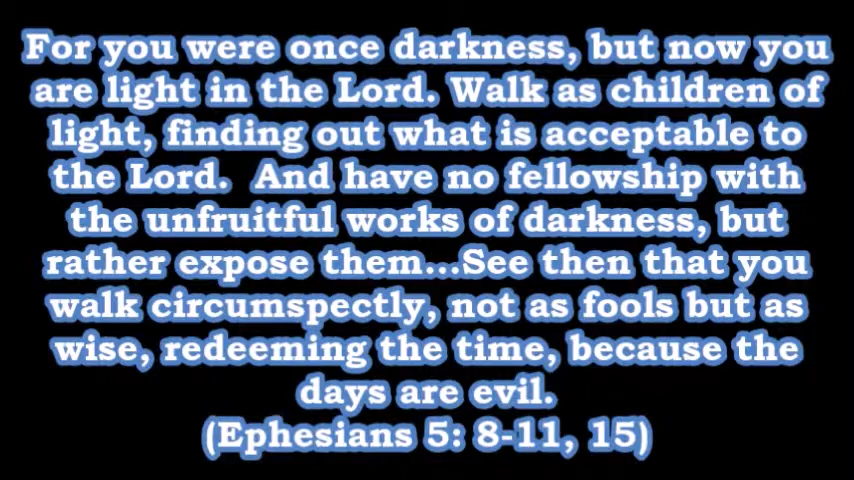 For you were once darkness, but now you
are light in the Lord. Walk as children of
light, finding out what is acceptable to
the Lord.  And have no fellowship with
the unfruitful works of darkness, but
rather expose them...See then that you
walk circumspectly, not as fools but as
wise, redeeming the time, because the
days are evil.
(Ephesians 5: 8-11, 15)